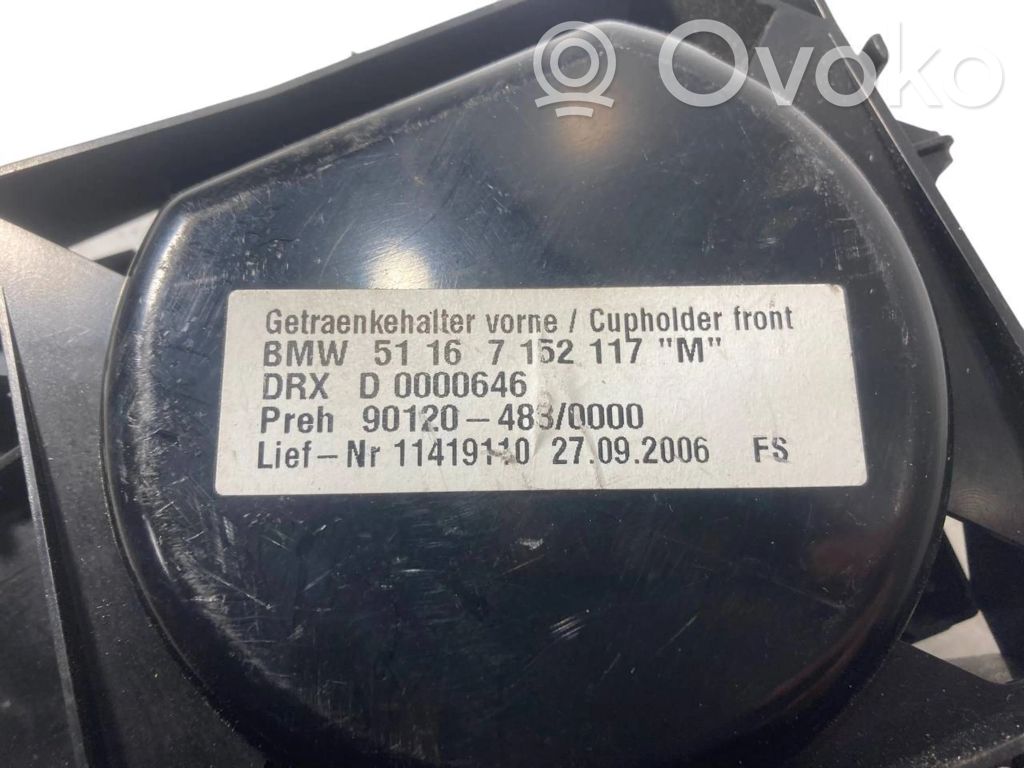 Ovoko
Getraenkehalter vorne / Cupholder front
BMW 51 16 7 152 117 "M"
DRX D 0000646
Preh 90120-483/0000
Lief-Nr 11419110 27.09.2006 FS